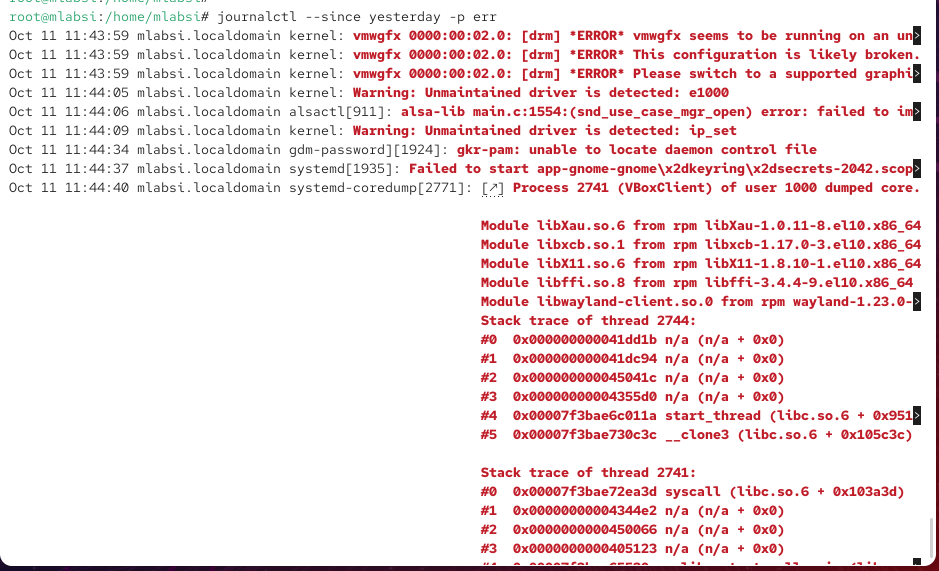 root@mlabsi:/home/mlabsi# journalctl --since yesterday -p err
Oct 11 11:43:59 mlabsi.localdomain kernel: vmwgfx 0000:00:02.0: [drm] *ERROR* vmwgfx seems to be running on an un>
Oct 11 11:43:59 mlabsi.localdomain kernel: vmwgfx 0000:00:02.0: [drm] *ERROR* This configuration is likely broken.
Oct 11 11:43:59 mlabsi.localdomain kernel: vmwgfx 0000:00:02.0: [drm] *ERROR* Please switch to a supported graphi>
Oct 11 11:44:05 mlabsi.localdomain kernel: Warning: Unmaintained driver is detected: e1000
Oct 11 11:44:06 mlabsi.localdomain alsactl[911]: alsa-lib main.c:1554:(snd_use_case_mgr_open) error: failed to im>
Oct 11 11:44:09 mlabsi.localdomain kernel: Warning: Unmaintained driver is detected: ip_set
Oct 11 11:44:34 mlabsi.localdomain gdm-password][1924]: gkr-pam: unable to locate daemon control file
Oct 11 11:44:37 mlabsi.localdomain systemd[1935]: Failed to start app-gnome-gnome\x2dkeyring\x2dsecrets-2042.scop>
Oct 11 11:44:40 mlabsi.localdomain systemd-coredump[2771]: [↗] Process 2741 (VBoxClient) of user 1000 dumped core.
Module libXau.so.6 from rpm libXau-1.0.11-8.el10.x86_64
Module libxcb.so.1 from rpm libxcb-1.17.0-3.el10.x86_64
Module libX11.so.6 from rpm libX11-1.8.10-1.el10.x86_64
Module libffi.so.8 from rpm libffi-3.4.4-9.el10.x86_64
Module libwayland-client.so.0 from rpm wayland-1.23.0->
Stack trace of thread 2744:
#0 0x000000000041dd1b n/a (n/a + 0x0)
#1 0x000000000041dc94 n/a (n/a + 0x0)
#2 0x000000000045041c n/a (n/a + 0x0)
#3 0x00000000004355d0 n/a (n/a + 0x0)
#4 0x00007f3bae6c011a start_thread (libc.so.6 + 0x951>
#5 0x00007f3bae730c3c __clone3 (libc.so.6 + 0x105c3c)
Stack trace of thread 2741:
#0 0x00007f3bae72ea3d syscall (libc.so.6 + 0x103a3d)
#1 0x00000000004344e2 n/a (n/a + 0x0)
#2 0x0000000000450066 n/a (n/a + 0x0)
#3 0x0000000000405123 n/a (n/a + 0x0)